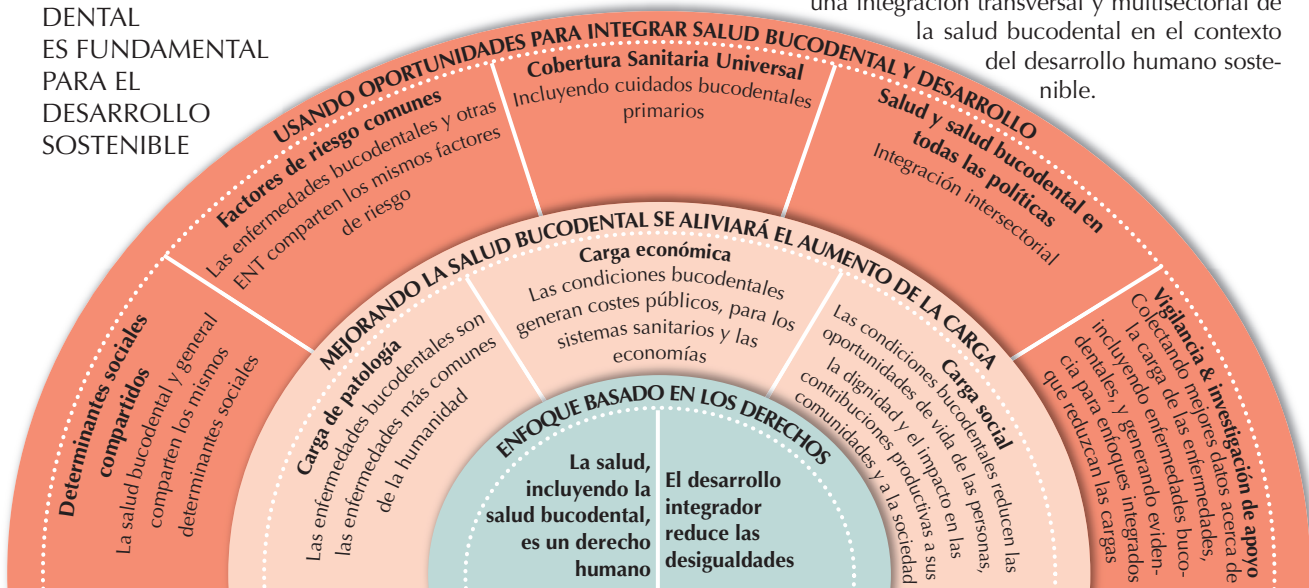 DENTAL
ES FUNDAMENTAL
PARA EL
DESARROLLO
SOSTENIBLE
una integración transversal y multisectorial de
la salud bucodental en el contexto
del desarrollo humano soste-
nible.
USANDO OPORTUNIDADES PARA INTEGRAR SALUD BUCODENTAL Y DESARROLLO
Determinantes sociales
compartidos
La salud bucodental y general
comparten los mismos
determinantes sociales
Factores de riesgo comunes
Las enfermedades bucodentales y otras
ENT comparten los mismos factores
de riesgo
Cobertura Sanitaria Universal
Incluyendo cuidados bucodentales
primarios
Salud y salud bucodental en
todas las políticas
Integración intersectorial
Vigilancia & investigación de apoyo
Colectando mejores datos acerca de
la carga de las enfermedades,
incluyendo enfermedades buco-
dentales, y generando eviden-
cia para enfoques integrados
que reduzcan las cargas
MEJORANDO LA SALUD BUCODENTAL SE ALIVIARÁ EL AUMENTO DE LA CARGA
Carga de patología
Las enfermedades bucodentales son
las enfermedades más comunes
de la humanidad
Carga económica
Las condiciones bucodentales
generan costes públicos, para los
sistemas sanitarios y las
economías
Carga social
Las condiciones bucodentales reducen las
oportunidades de vida de las personas,
la dignidad y el impacto en las
contribuciones productivas a sus
comunidades y a la sociedad
ENFOQUE BASADO EN LOS DERECHOS
La salud,
incluyendo la
salud bucodental,
es un derecho
humano
El desarrollo
integrador
reduce las
desigualdades